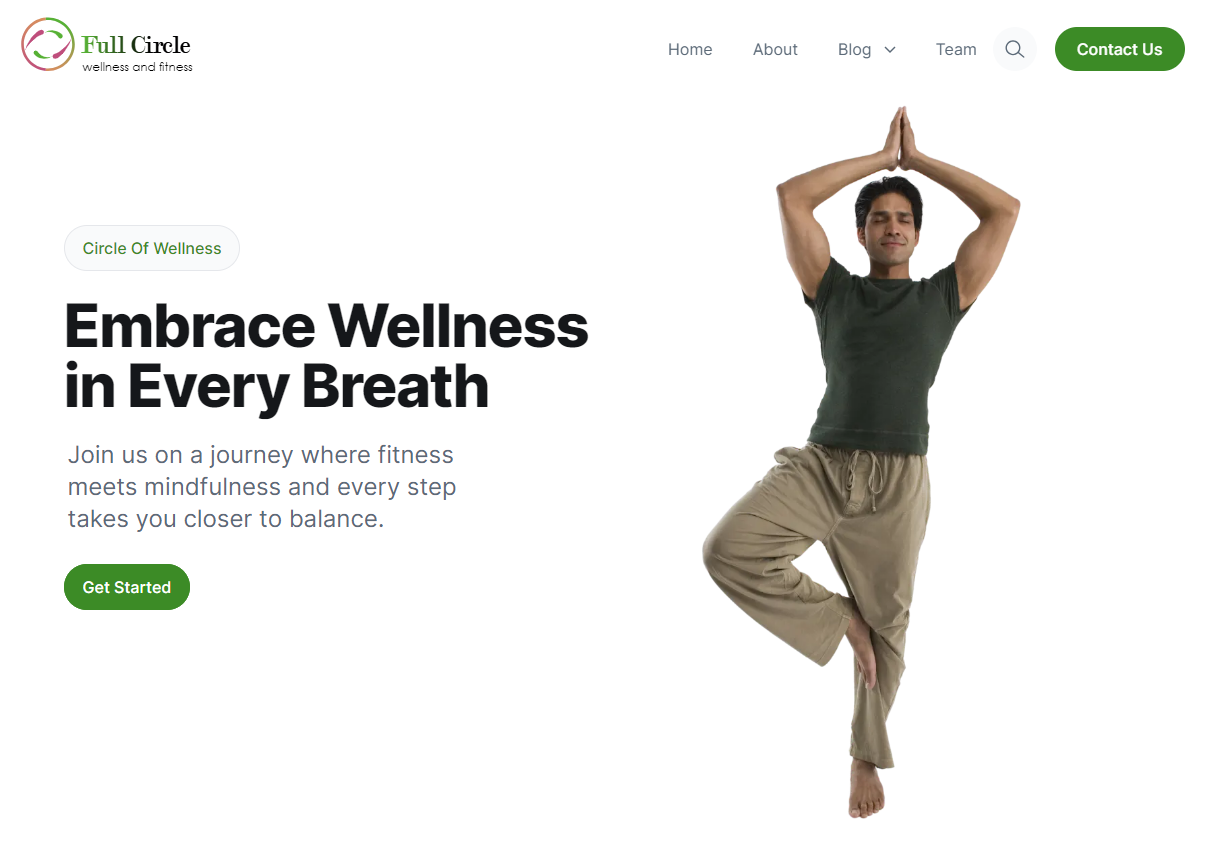 Full Circle
wellness and fitness
Home
About
Blog
Team
Contact Us
Circle Of Wellness
Embrace Wellness
in Every Breath
Join us on a journey where fitness
meets mindfulness and every step
takes you closer to balance.
Get Started